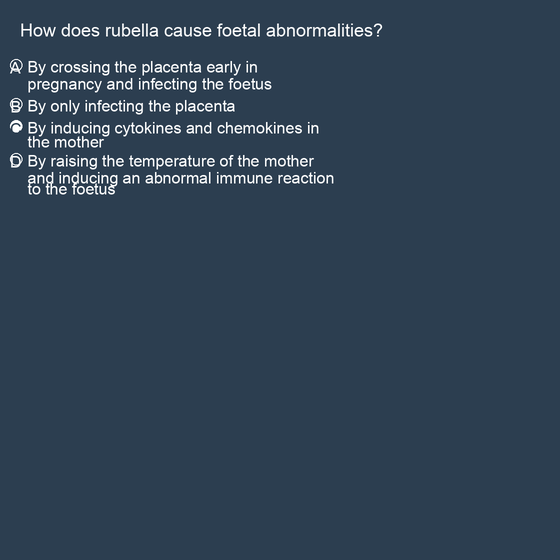 How does rubella cause foetal abnormalities?
A By crossing the placenta early in
pregnancy and infecting the foetus
B By only infecting the placenta
C By inducing cytokines and chemokines in
the mother
D By raising the temperature of the mother
and inducing an abnormal immune reaction
to the foetus